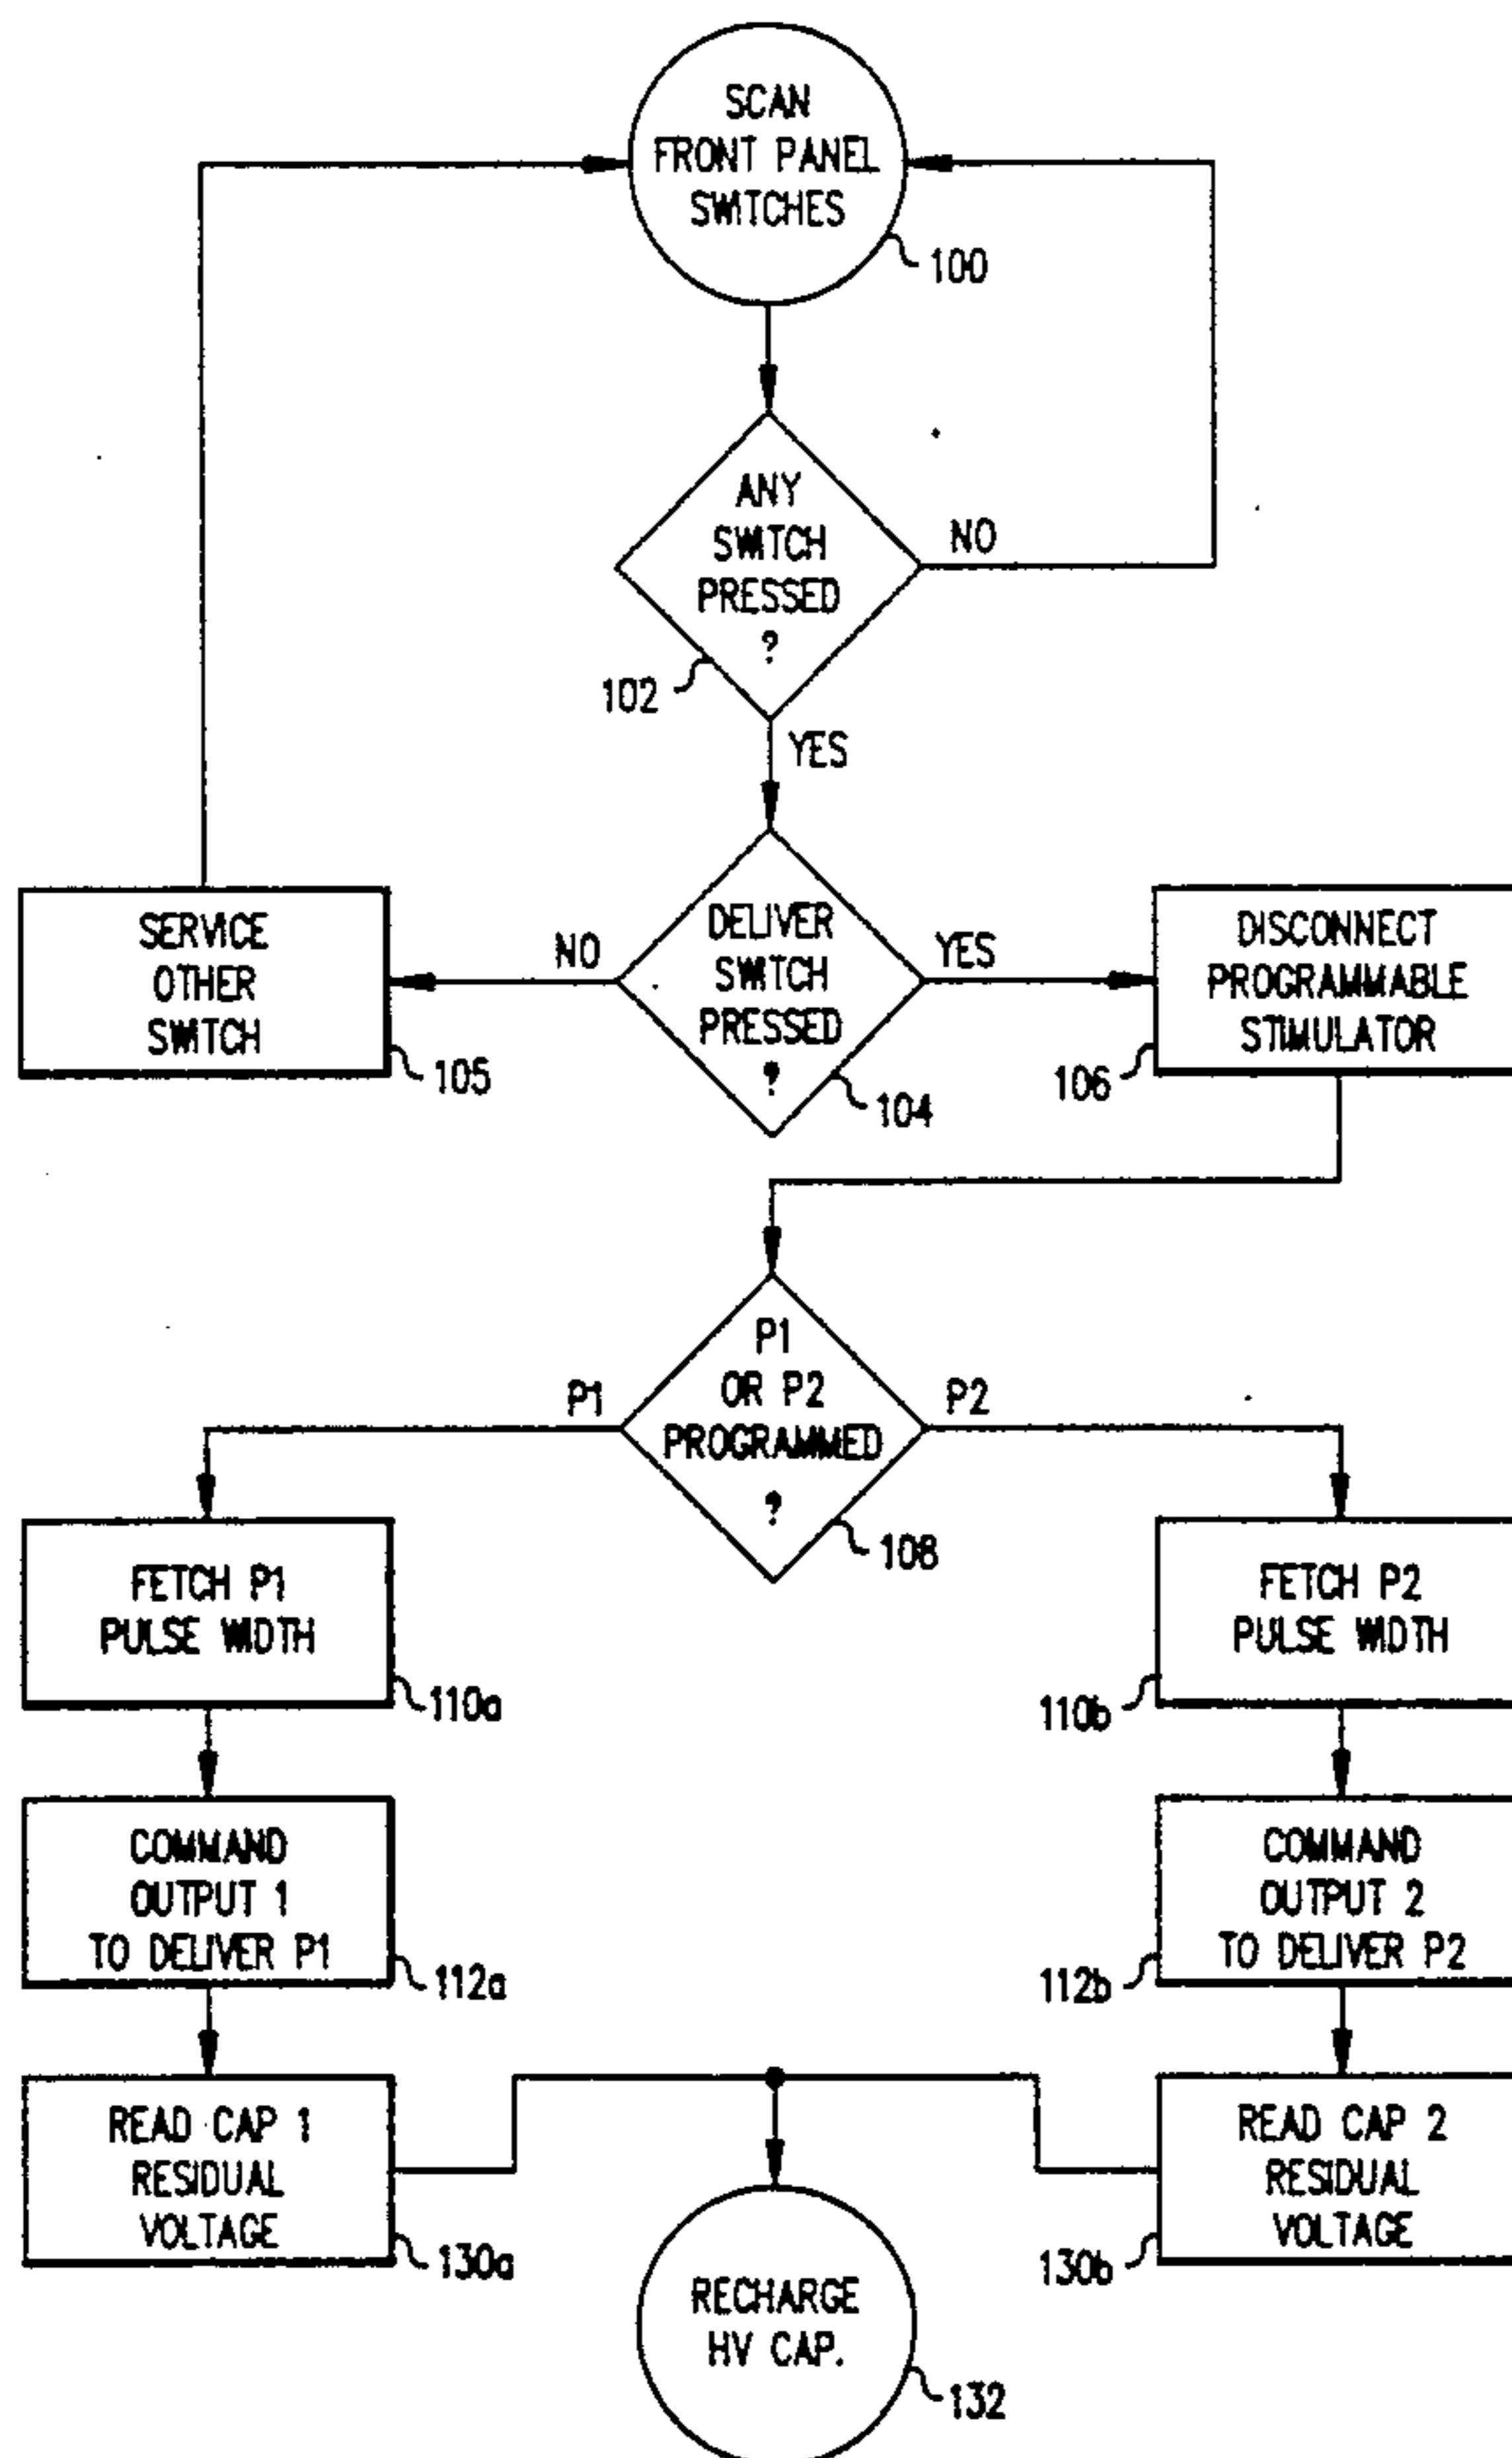 SCAN
FRONT PANEL
SWITCHES
100
ANY
SWITCH
PRESSED
?
NO
102
YES
SERVICE
OTHER
SWITCH
105
NO
DELIVER
SWITCH
PRESSED
?
104
YES
DISCONNECT
PROGRAMMABLE
STIMULATOR
106
P1
OR P2
PROGRAMMED
?
108
P1
P2
FETCH P1
PULSE WIDTH
110a
FETCH P2
PULSE WIDTH
110b
COMMAND
OUTPUT 1
TO DELIVER P1
112a
COMMAND
OUTPUT 2
TO DELIVER P2
112b
READ CAP 1
RESIDUAL
VOLTAGE
130a
READ CAP 2
RESIDUAL
VOLTAGE
130b
RECHARGE
HV CAP.
132